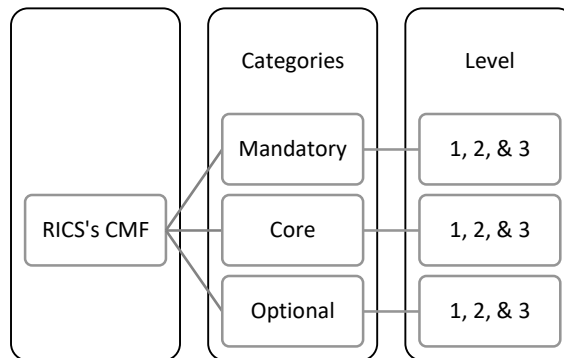 Categories
Level
Mandatory
1, 2, & 3
RICS's CMF
Core
1, 2, & 3
Optional
1, 2, & 3